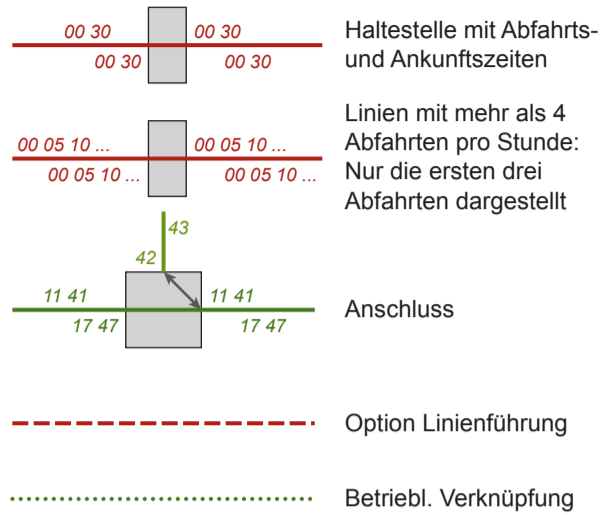 00 30
00 30
00 30
00 30
Haltestelle mit Abfahrts-
und Ankunftszeiten
00 05 10 ...
00 05 10 ...
00 05 10 ...
00 05 10 ...
Linien mit mehr als 4
Abfahrten pro Stunde:
Nur die ersten drei
Abfahrten dargestellt
43
42
11 41
11 41
17 47
17 47
Anschluss
Option Linienführung
Betriebl. Verknüpfung